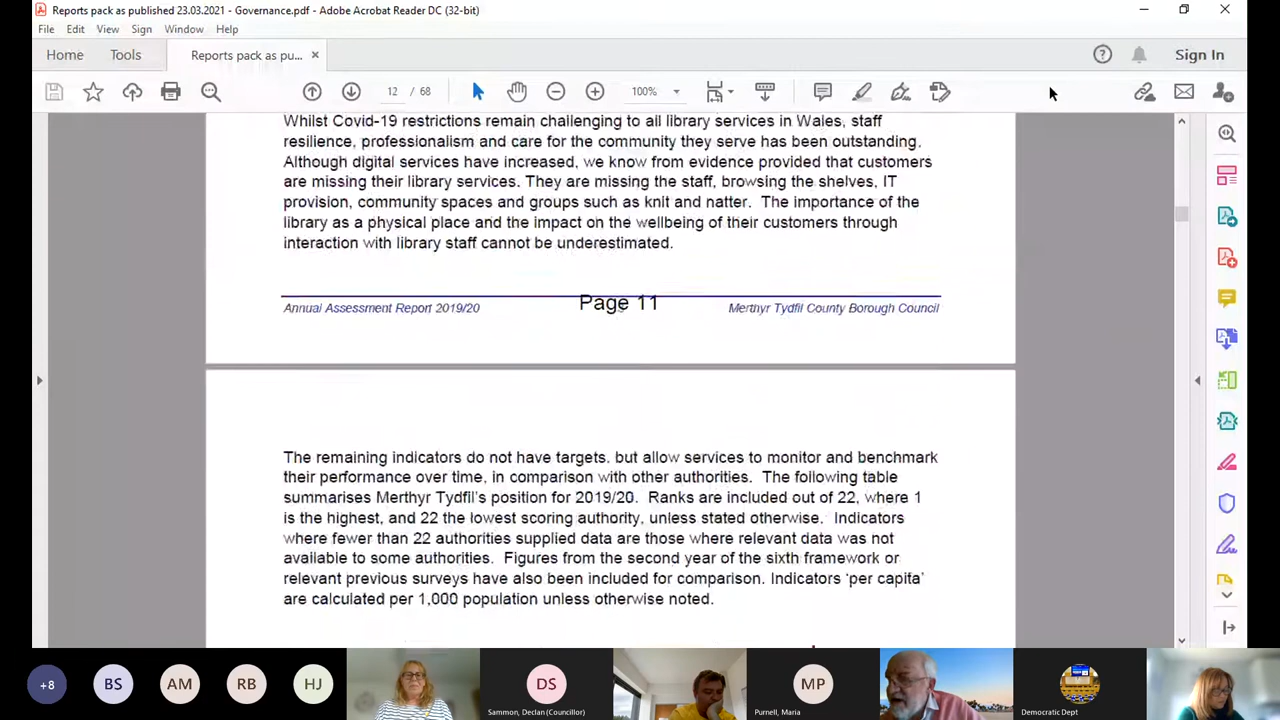 Reports pack as published 23.03.2021 - Governance.pdf - Adobe Acrobat Reader DC (32-bit)
File Edit View Sign Window Help
Home Tools Reports pack as pu... × Sign In
12 / 68 100%
Whilst Covid-19 restrictions remain challenging to all library services in Wales, staff
resilience, professionalism and care for the community they serve has been outstanding.
Although digital services have increased, we know from evidence provided that customers
are missing their library services. They are missing the staff, browsing the shelves, IT
provision, community spaces and groups such as knit and natter. The importance of the
library as a physical place and the impact on the wellbeing of their customers through
interaction with library staff cannot be underestimated.
Annual Assessment Report 2019/20 Page 11 Merthyr Tydfil County Borough Council
The remaining indicators do not have targets, but allow services to monitor and benchmark
their performance over time, in comparison with other authorities. The following table
summarises Merthyr Tydfil's position for 2019/20. Ranks are included out of 22, where 1
is the highest, and 22 the lowest scoring authority, unless stated otherwise. Indicators
where fewer than 22 authorities supplied data are those where relevant data was not
available to some authorities. Figures from the second year of the sixth framework or
relevant previous surveys have also been included for comparison. Indicators 'per capita'
are calculated per 1,000 population unless otherwise noted.
+8 BS AM RB HJ DS MP
Sammon, Declan (Councillor) Purnell, Maria Democratic Dept